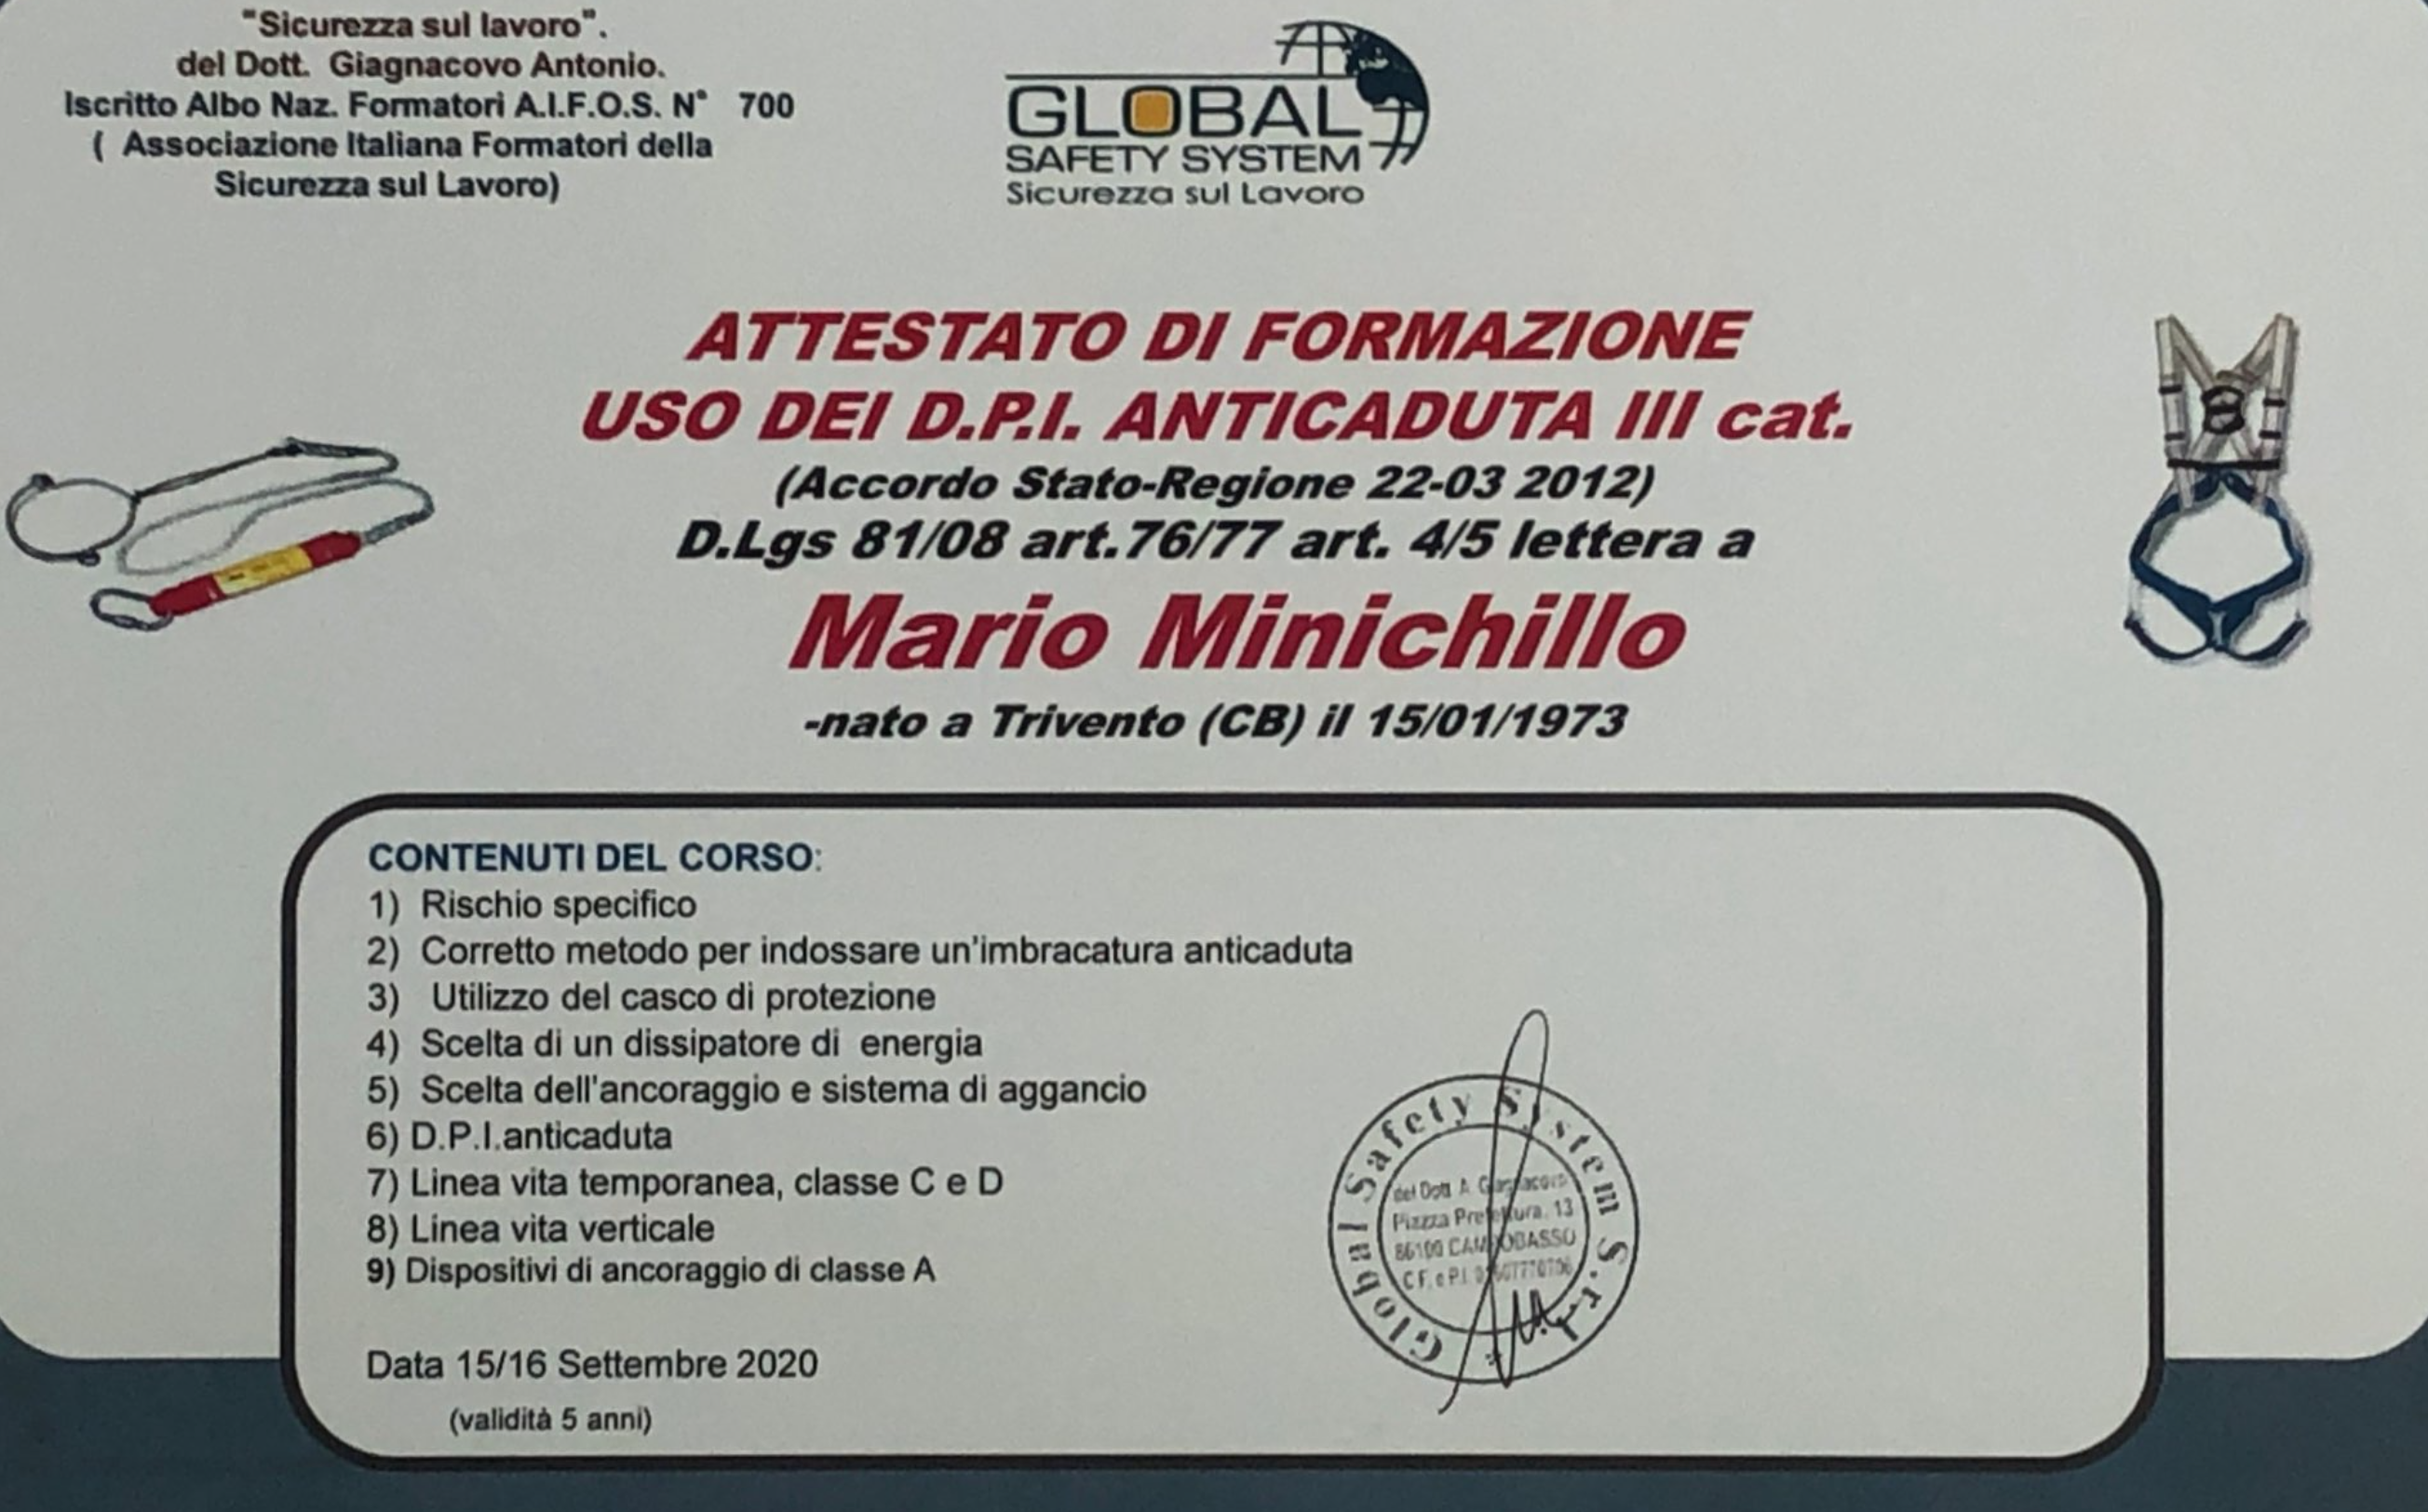 "Sicurezza sul lavoro".
del Dott. Giagnacovo Antonio.
Iscritto Albo Naz. Formatori A.I.F.O.S. N° 700
( Associazione Italiana Formatori della
Sicurezza sul Lavoro)
GLOBAL
SAFETY SYSTEM
Sicurezza sul Lavoro
ATTESTATO DI FORMAZIONE
USO DEI D.P.I. ANTICADUTA III cat.
(Accordo Stato-Regione 22-03 2012)
D.Lgs 81/08 art.76/77 art. 4/5 lettera a
Mario Minichillo
-nato a Trivento (CB) il 15/01/1973
CONTENUTI DEL CORSO:
1) Rischio specifico
2) Corretto metodo per indossare un'imbracatura anticaduta
3) Utilizzo del casco di protezione
4) Scelta di un dissipatore di energia
5) Scelta dell'ancoraggio e sistema di aggancio
6) D.P.I.anticaduta
7) Linea vita temporanea, classe C e D
8) Linea vita verticale
9) Dispositivi di ancoraggio di classe A
Data 15/16 Settembre 2020
(validità 5 anni)
Global Safety System S.r.l.
del Dott. A. Giagnacovo
Piazza Prefettura, 13
86100 CAMPOBASSO
C.F. e P.I.